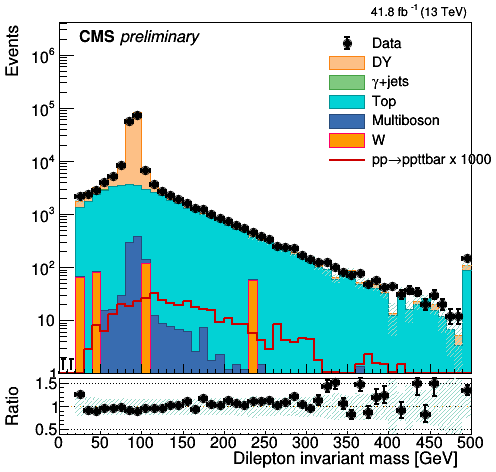 41.8 fb⁻¹ (13 TeV)
CMS preliminary
Events
Data
DY
γ+jets
Top
Multiboson
W
pp→ppttbar x 1000
10⁶
10⁵
10⁴
10³
10²
10
1
Ratio
1.5
1
0.5
0 50 100 150 200 250 300 350 400 450 500
Dilepton invariant mass [GeV]